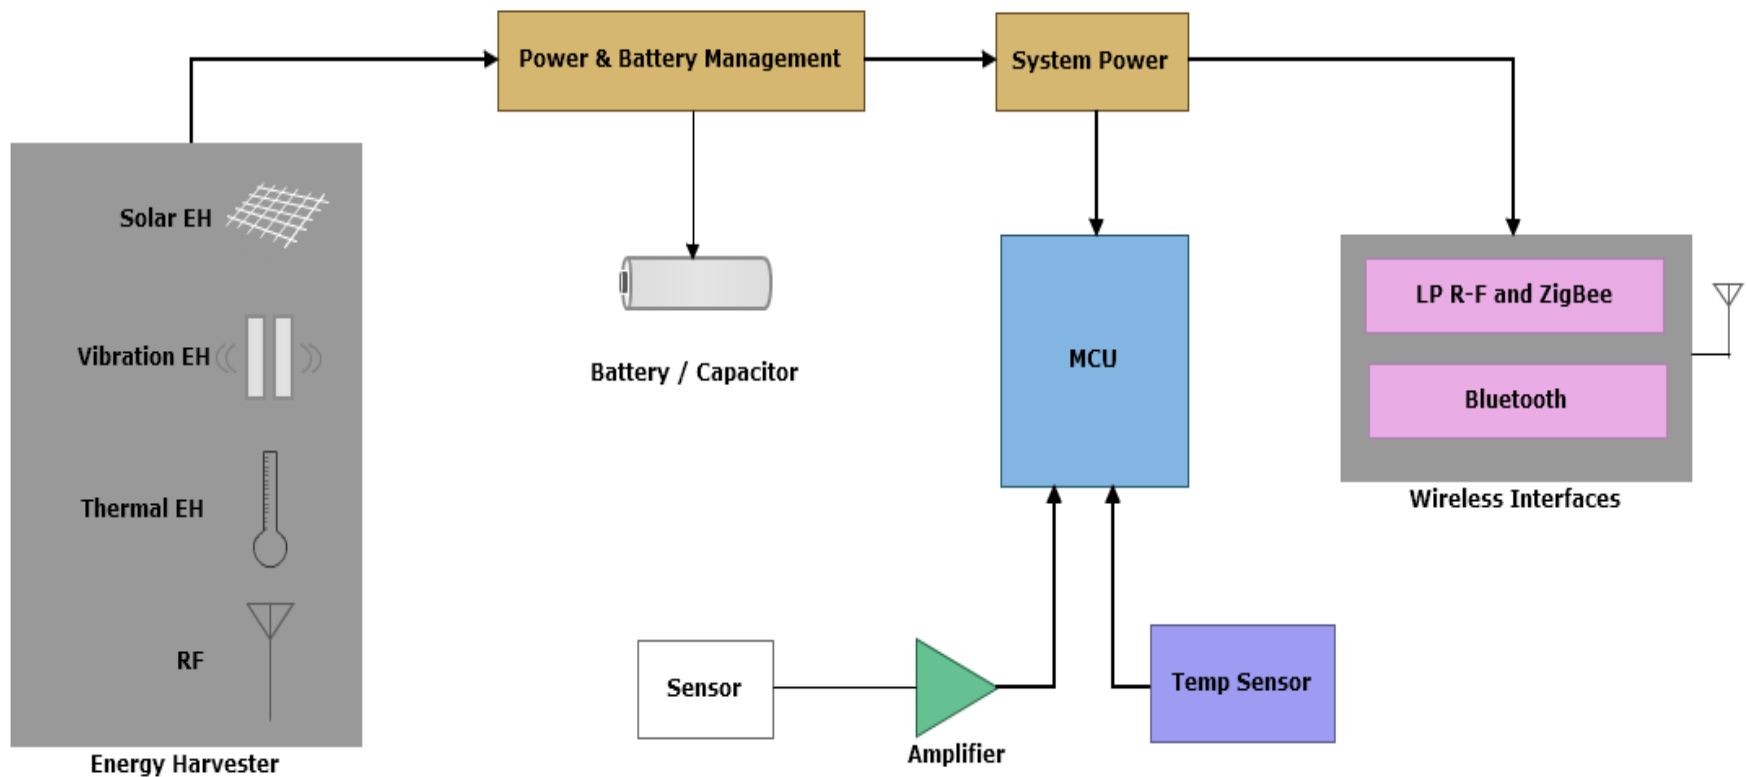 Power & Battery Management
System Power
Solar EH
Vibration EH
Thermal EH
RF
Energy Harvester
Battery / Capacitor
MCU
LP R-F and ZigBee
Bluetooth
Wireless Interfaces
Sensor
Amplifier
Temp Sensor